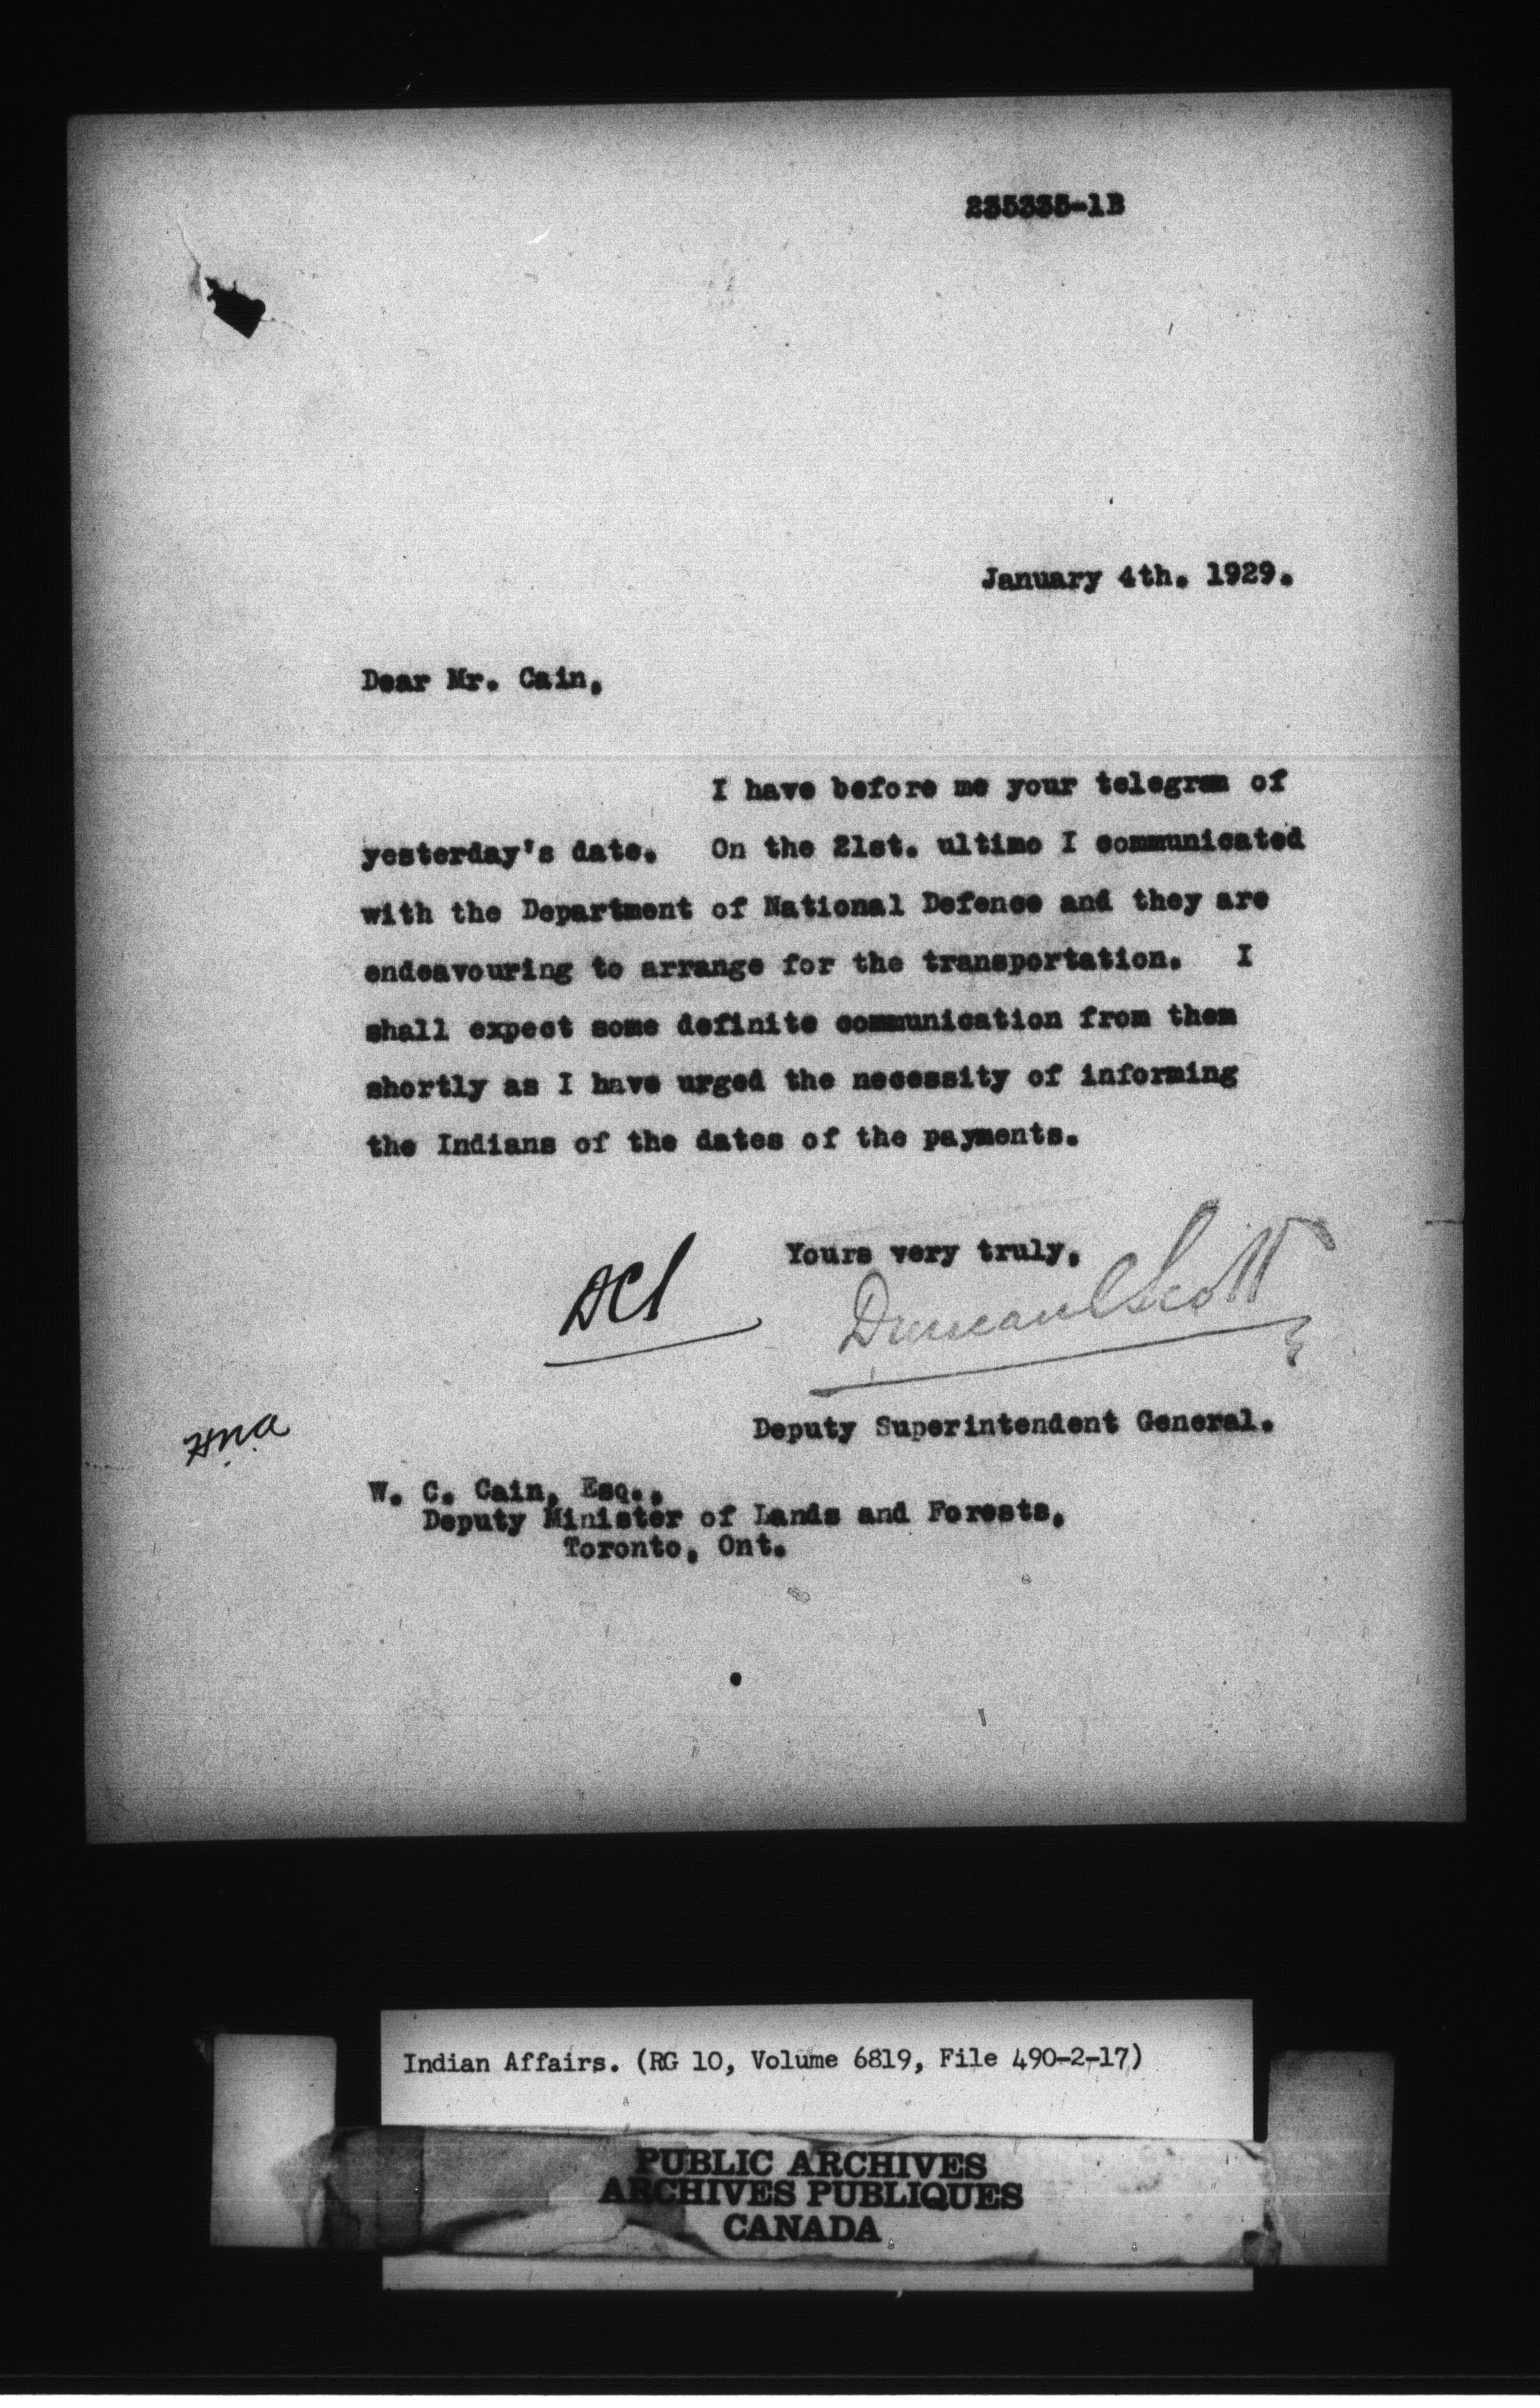 235335-1B
January 4th. 1929.
Dear Mr. Cain,
I have before me your telegram of
yesterday's date. On the 21st. ultimo I communicated
with the Department of National Defence and they are
endeavouring to arrange for the transportation. I
shall expect some definite communication from them
shortly as I have urged the necessity of informing
the Indians of the dates of the payments.
Yours very truly,
DCS
Duncan C Scott
Deputy Superintendent General.
W. C. Cain, Esq.,
Deputy Minister of Lands and Forests,
Toronto, Ont.
Indian Affairs. (RG 10, Volume 6819, File 490-2-17)
PUBLIC ARCHIVES
ARCHIVES PUBLIQUES
CANADA